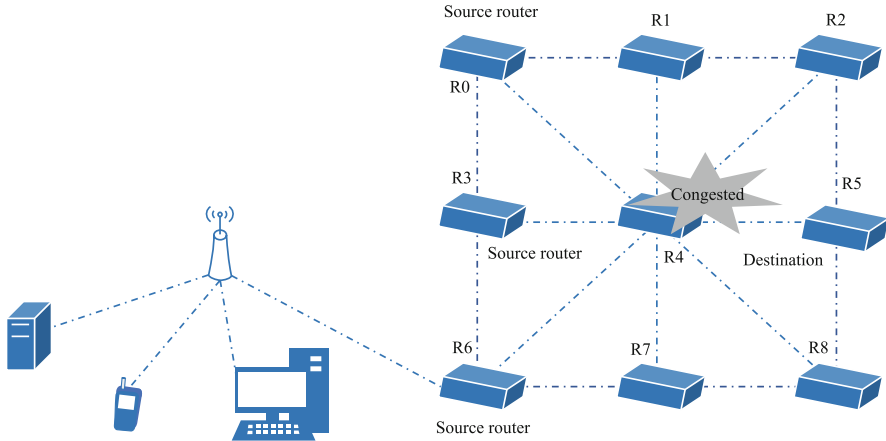 Source router
R1
R2
R0
R3
Congested
R5
Source router
R4
Destination
R6
R7
R8
Source router